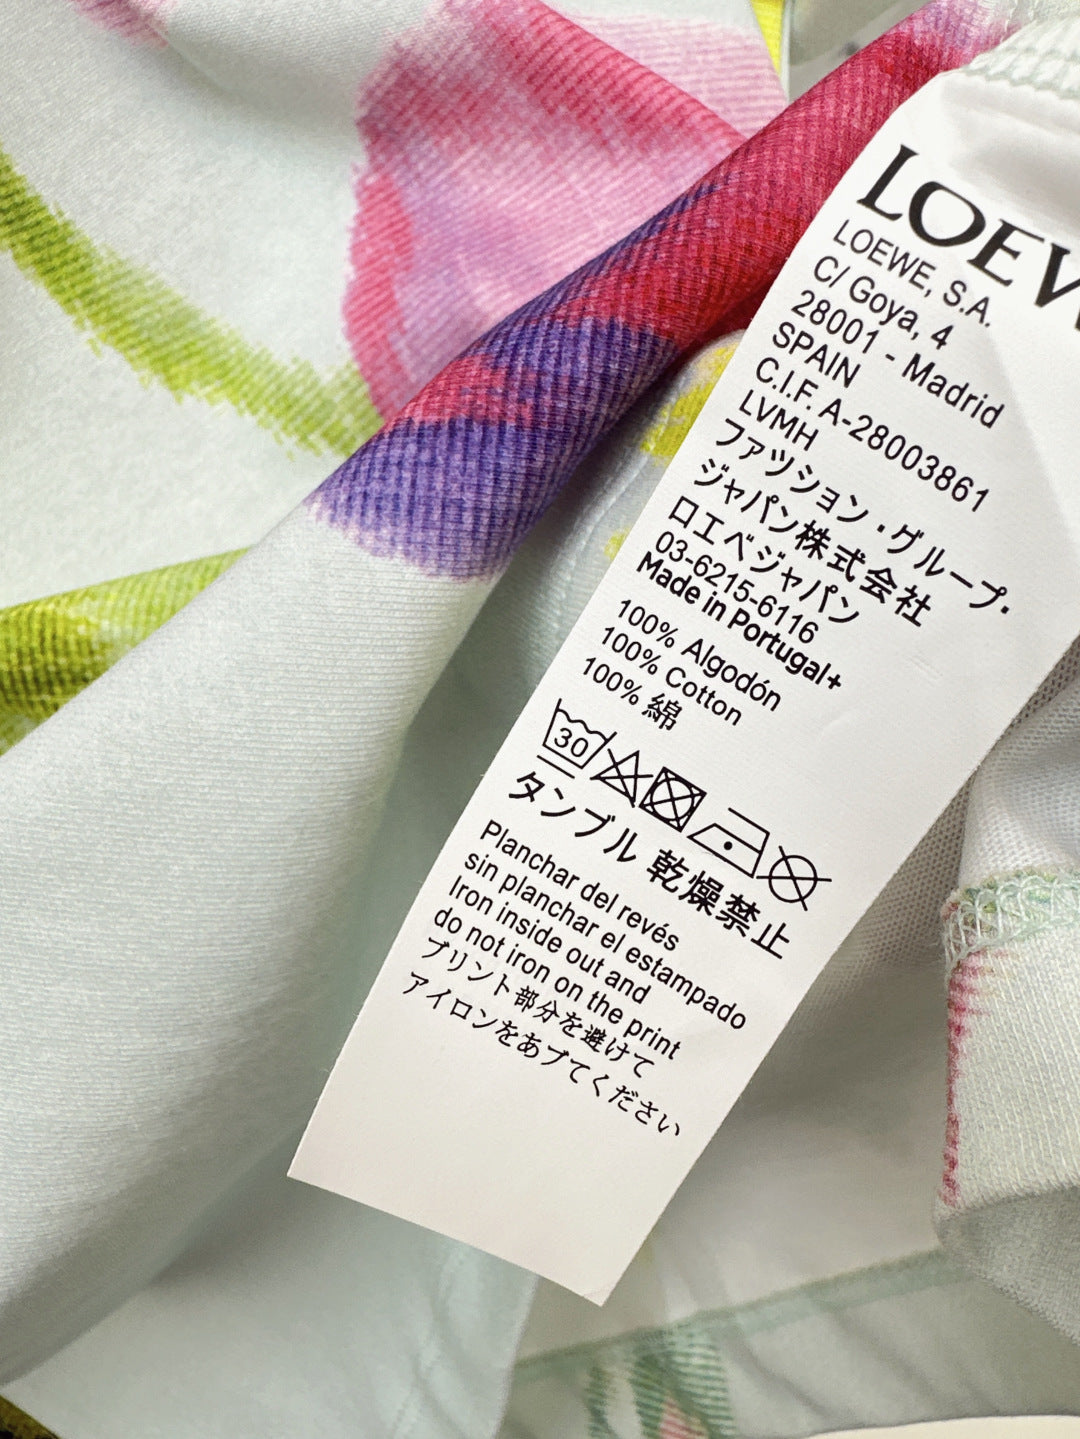 LOEW
LOEWE, S.A.
C/ Goya, 4
28001 - Madrid
SPAIN
C.I.F. A-28003861
LVMH
ファツション・グループ・
ジャパン株式会社
ロエベジャパン
03-6215-6116
Made in Portugal+
100% Algodón
100% Cotton
100% 綿
30
タンブル 乾燥禁止
Planchar del revés
sin planchar el estampado
Iron inside out and
do not iron on the print
プリント部分を避けて
アイロンをあブてください